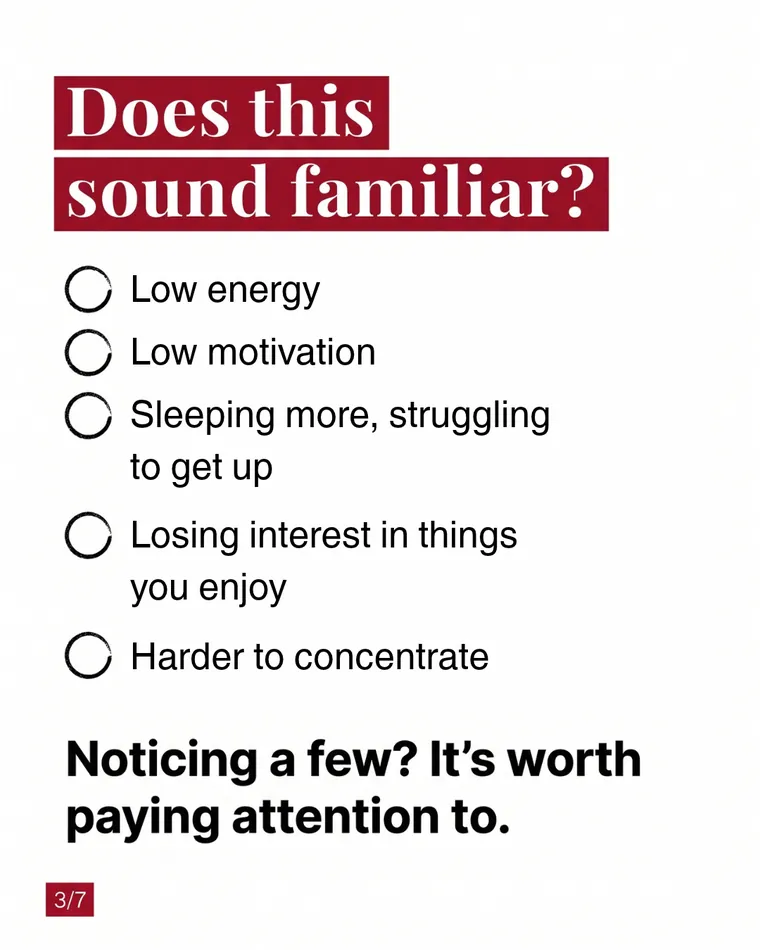 Does this
sound familiar?
Low energy
Low motivation
Sleeping more, struggling
to get up
Losing interest in things
you enjoy
Harder to concentrate
Noticing a few? It’s worth
paying attention to.
3/7